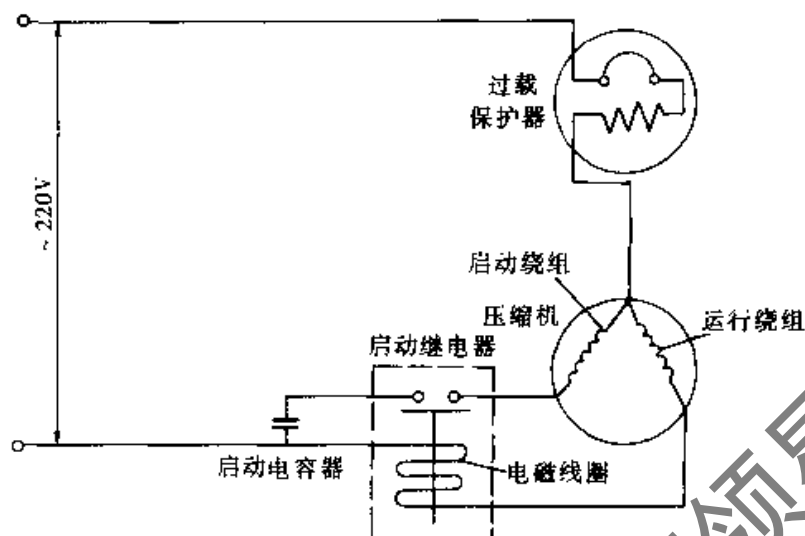 过载
保护器
~220V
启动绕组
压缩机
运行绕组
启动继电器
启动电容器
电磁线圈